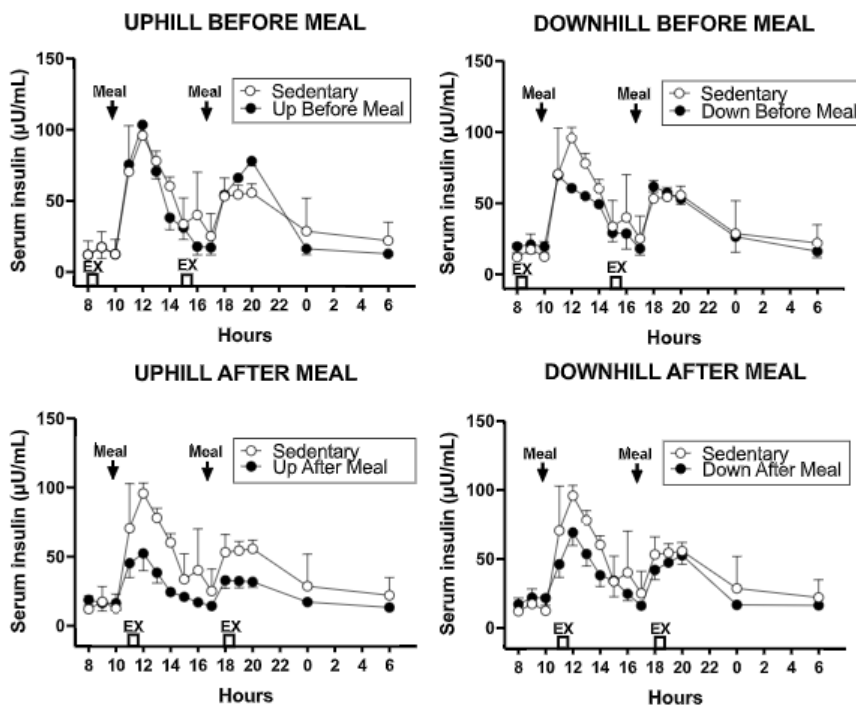 UPHILL BEFORE MEAL
150
100
50
0
Serum insulin (µU/mL)
Meal
Meal
Sedentary
Up Before Meal
EX
EX
8 10 12 14 16 18 20 22 0 2 4 6
Hours
DOWNHILL BEFORE MEAL
150
100
50
0
Serum insulin (µU/mL)
Meal
Meal
Sedentary
Down Before Meal
EX
EX
8 10 12 14 16 18 20 22 0 2 4 6
Hours
UPHILL AFTER MEAL
150
100
50
0
Serum insulin (µU/mL)
Meal
Meal
Sedentary
Up After Meal
EX
EX
8 10 12 14 16 18 20 22 0 2 4 6
Hours
DOWNHILL AFTER MEAL
150
100
50
0
Serum insulin (µU/mL)
Meal
Meal
Sedentary
Down After Meal
EX
EX
8 10 12 14 16 18 20 22 0 2 4 6
Hours